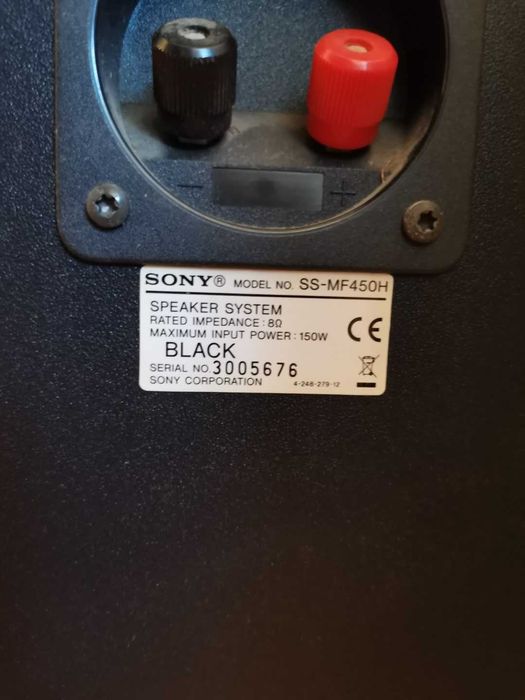 − +
SONY® MODEL NO. SS-MF450H
SPEAKER SYSTEM
RATED IMPEDANCE : 8Ω
MAXIMUM INPUT POWER : 150W
CE
BLACK
SERIAL NO. 3005676
SONY CORPORATION 4-248-279-12